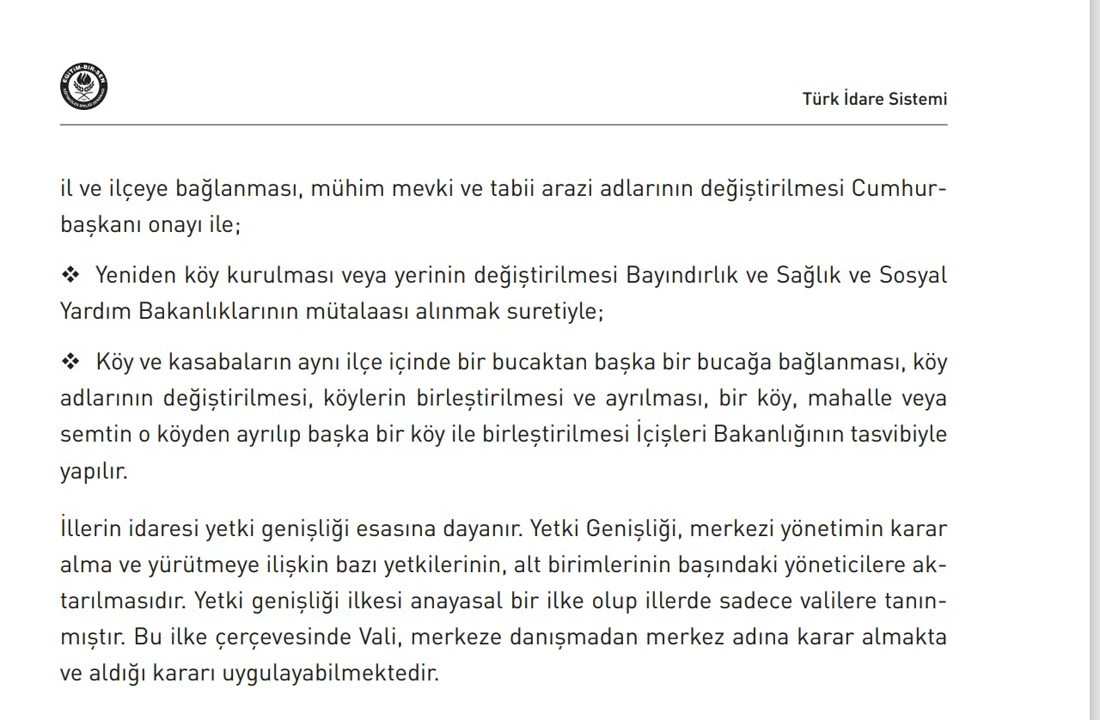 EĞİTİM-BİR-SEN
Türk İdare Sistemi
il ve ilçeye bağlanması, mühim mevki ve tabii arazi adlarının değiştirilmesi Cumhur-
başkanı onayı ile;
❖ Yeniden köy kurulması veya yerinin değiştirilmesi Bayındırlık ve Sağlık ve Sosyal
Yardım Bakanlıklarının mütalaası alınmak suretiyle;
❖ Köy ve kasabaların aynı ilçe içinde bir bucaktan başka bir bucağa bağlanması, köy
adlarının değiştirilmesi, köylerin birleştirilmesi ve ayrılması, bir köy, mahalle veya
semtin o köyden ayrılıp başka bir köy ile birleştirilmesi İçişleri Bakanlığının tasvibiyle
yapılır.
İllerin idaresi yetki genişliği esasına dayanır. Yetki Genişliği, merkezi yönetimin karar
alma ve yürütmeye ilişkin bazı yetkilerinin, alt birimlerinin başındaki yöneticilere ak-
tarılmasıdır. Yetki genişliği ilkesi anayasal bir ilke olup illerde sadece valilere tanın-
mıştır. Bu ilke çerçevesinde Vali, merkeze danışmadan merkez adına karar almakta
ve aldığı kararı uygulayabilmektedir.